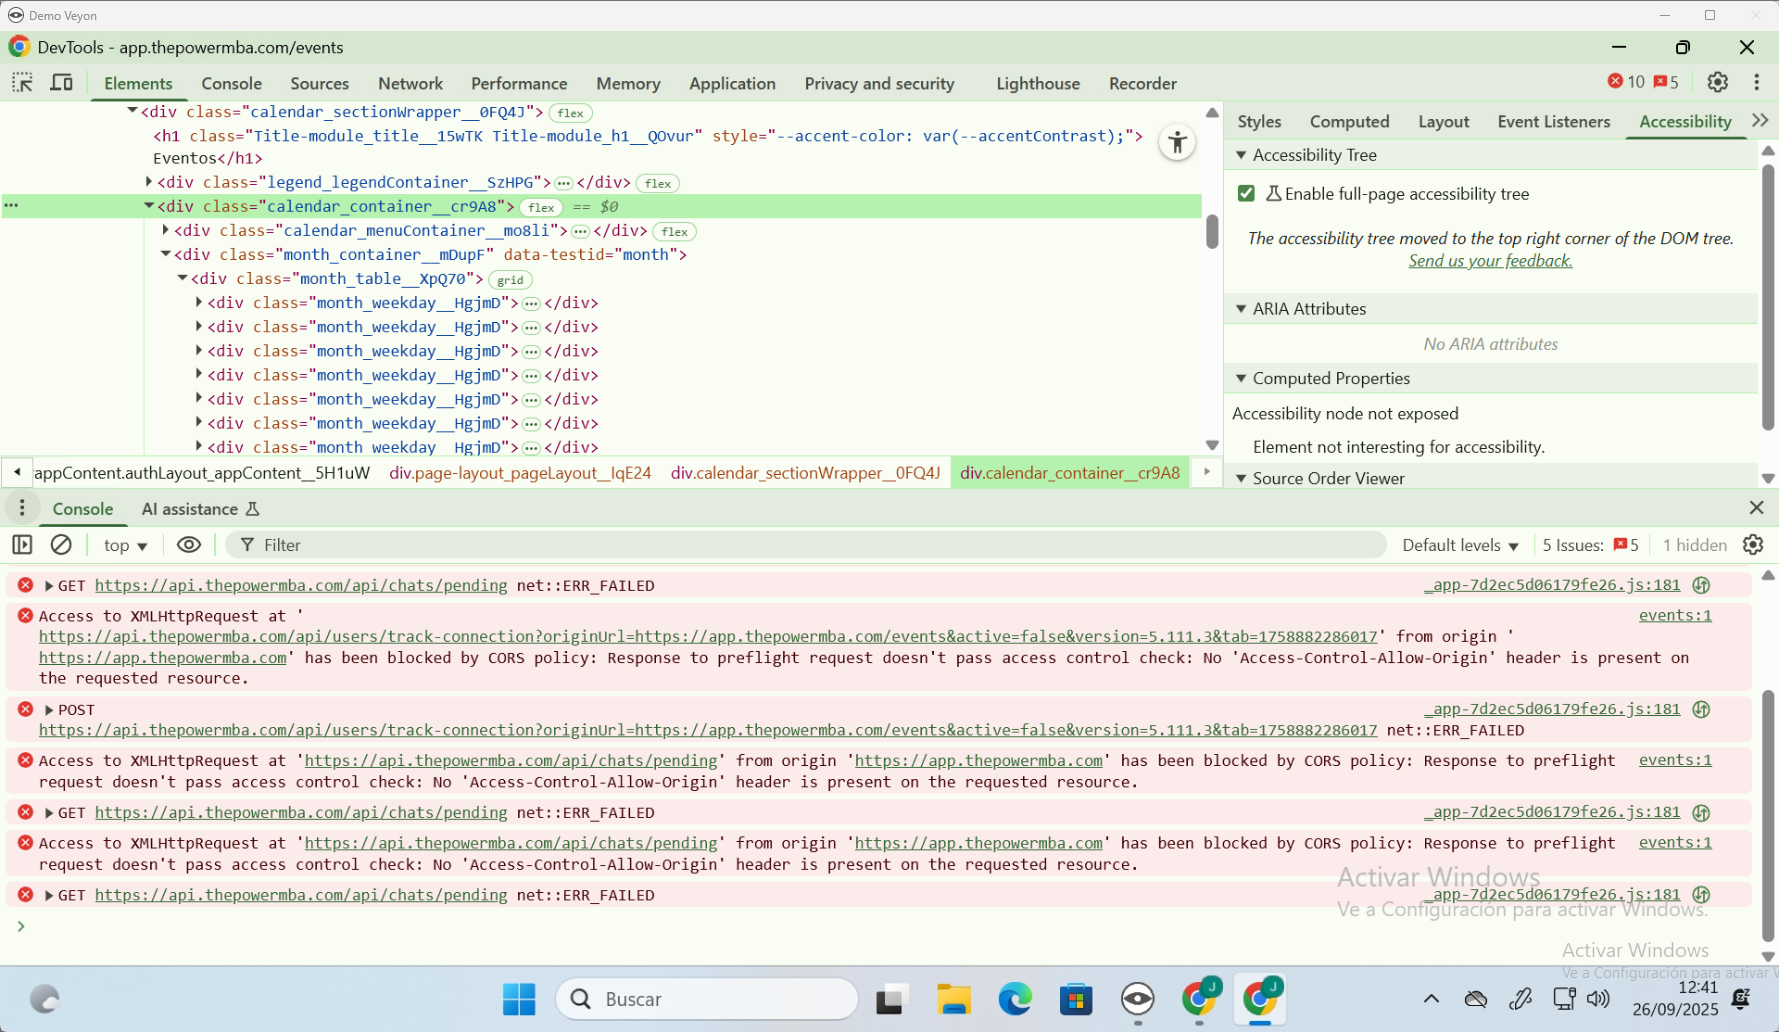 Demo Veyon
DevTools - app.thepowermba.com/events
Elements Console Sources Network Performance Memory Application Privacy and security Lighthouse Recorder 10 5
<div class="calendar_sectionWrapper__0FQ4J"> flex
<h1 class="Title-module_title__15wTK Title-module_h1__QOvur" style="--accent-color: var(--accentContrast);">
Eventos</h1>
<div class="legend_legendContainer__SzHPG"> … </div> flex
… <div class="calendar_container__cr9A8"> flex == $0
<div class="calendar_menuContainer__mo8li"> … </div> flex
<div class="month_container__mDupF" data-testid="month">
<div class="month_table__XpQ70"> grid
<div class="month_weekday__HgjmD"> … </div>
<div class="month_weekday__HgjmD"> … </div>
<div class="month_weekday__HgjmD"> … </div>
<div class="month_weekday__HgjmD"> … </div>
<div class="month_weekday__HgjmD"> … </div>
<div class="month_weekday__HgjmD"> … </div>
<div class="month_weekday__HgjmD"> … </div>
appContent.authLayout_appContent__5H1uW div.page-layout_pageLayout__IqE24 div.calendar_sectionWrapper__0FQ4J div.calendar_container__cr9A8
Styles Computed Layout Event Listeners Accessibility
Accessibility Tree
Enable full-page accessibility tree
The accessibility tree moved to the top right corner of the DOM tree.
Send us your feedback.
ARIA Attributes
No ARIA attributes
Computed Properties
Accessibility node not exposed
Element not interesting for accessibility.
Source Order Viewer
Console AI assistance
top Filter Default levels 5 Issues: 5 1 hidden
GET https://api.thepowermba.com/api/chats/pending net::ERR_FAILED _app-7d2ec5d06179fe26.js:181
Access to XMLHttpRequest at ' events:1
https://api.thepowermba.com/api/users/track-connection?originUrl=https://app.thepowermba.com/events&active=false&version=5.111.3&tab=1758882286017' from origin '
https://app.thepowermba.com' has been blocked by CORS policy: Response to preflight request doesn't pass access control check: No 'Access-Control-Allow-Origin' header is present on
the requested resource.
POST _app-7d2ec5d06179fe26.js:181
https://api.thepowermba.com/api/users/track-connection?originUrl=https://app.thepowermba.com/events&active=false&version=5.111.3&tab=1758882286017 net::ERR_FAILED
Access to XMLHttpRequest at 'https://api.thepowermba.com/api/chats/pending' from origin 'https://app.thepowermba.com' has been blocked by CORS policy: Response to preflight events:1
request doesn't pass access control check: No 'Access-Control-Allow-Origin' header is present on the requested resource.
GET https://api.thepowermba.com/api/chats/pending net::ERR_FAILED _app-7d2ec5d06179fe26.js:181
Access to XMLHttpRequest at 'https://api.thepowermba.com/api/chats/pending' from origin 'https://app.thepowermba.com' has been blocked by CORS policy: Response to preflight events:1
request doesn't pass access control check: No 'Access-Control-Allow-Origin' header is present on the requested resource.
GET https://api.thepowermba.com/api/chats/pending net::ERR_FAILED _app-7d2ec5d06179fe26.js:181
Activar Windows
Ve a Configuración para activar Windows.
Activar Windows
Ve a Configuración para activar
Buscar
J
J
12:41
26/09/2025